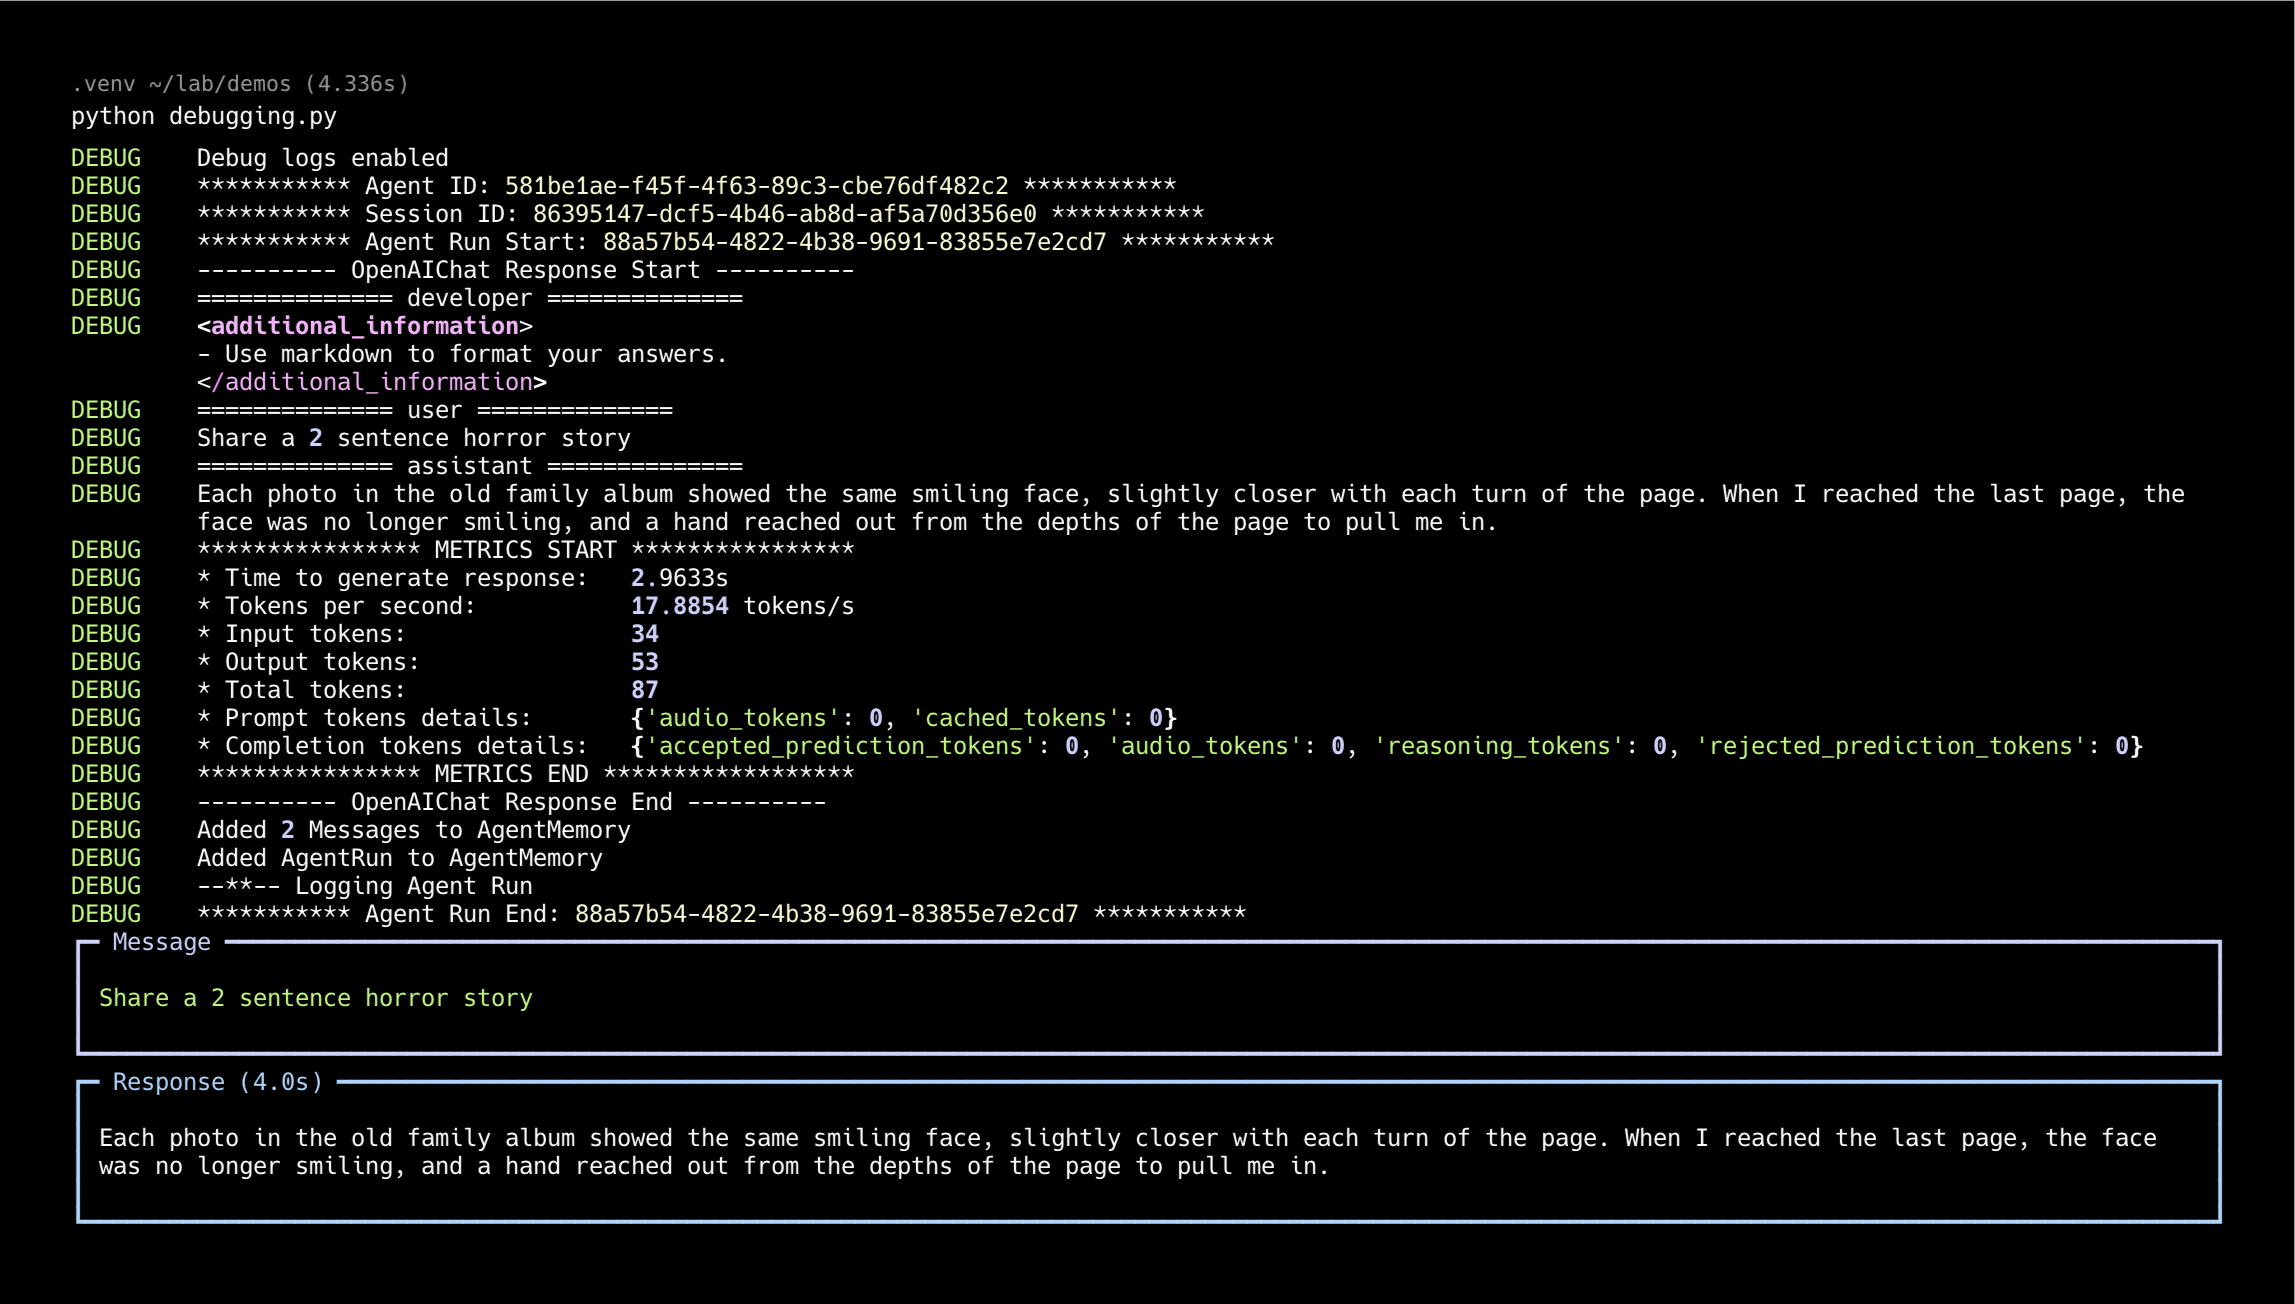 .venv ~/lab/demos (4.336s)
python debugging.py
DEBUG    Debug logs enabled
DEBUG    *********** Agent ID: 581be1ae-f45f-4f63-89c3-cbe76df482c2 ***********
DEBUG    *********** Session ID: 86395147-dcf5-4b46-ab8d-af5a70d356e0 ***********
DEBUG    *********** Agent Run Start: 88a57b54-4822-4b38-9691-83855e7e2cd7 ***********
DEBUG    ---------- OpenAIChat Response Start ----------
DEBUG    ============== developer ==============
DEBUG    <additional_information>
         - Use markdown to format your answers.
         </additional_information>
DEBUG    ============== user ==============
DEBUG    Share a 2 sentence horror story
DEBUG    ============== assistant ==============
DEBUG    Each photo in the old family album showed the same smiling face, slightly closer with each turn of the page. When I reached the last page, the
         face was no longer smiling, and a hand reached out from the depths of the page to pull me in.
DEBUG    **************** METRICS START ****************
DEBUG    * Time to generate response:   2.9633s
DEBUG    * Tokens per second:           17.8854 tokens/s
DEBUG    * Input tokens:                34
DEBUG    * Output tokens:               53
DEBUG    * Total tokens:                87
DEBUG    * Prompt tokens details:       {'audio_tokens': 0, 'cached_tokens': 0}
DEBUG    * Completion tokens details:   {'accepted_prediction_tokens': 0, 'audio_tokens': 0, 'reasoning_tokens': 0, 'rejected_prediction_tokens': 0}
DEBUG    **************** METRICS END ******************
DEBUG    ---------- OpenAIChat Response End ----------
DEBUG    Added 2 Messages to AgentMemory
DEBUG    Added AgentRun to AgentMemory
DEBUG    --**-- Logging Agent Run
DEBUG    *********** Agent Run End: 88a57b54-4822-4b38-9691-83855e7e2cd7 ***********
Message
Share a 2 sentence horror story
Response (4.0s)
Each photo in the old family album showed the same smiling face, slightly closer with each turn of the page. When I reached the last page, the face
was no longer smiling, and a hand reached out from the depths of the page to pull me in.